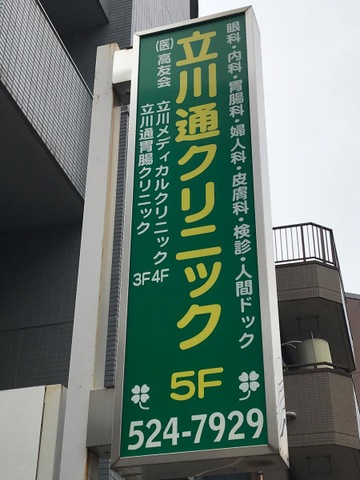 眼科・内科・胃腸科・婦人科・皮膚科・検診・人間ドック
立川通クリニック
5F
㊩高友会
立川メディカルクリニック
4F
立川通胃腸クリニック
3F
524-7929